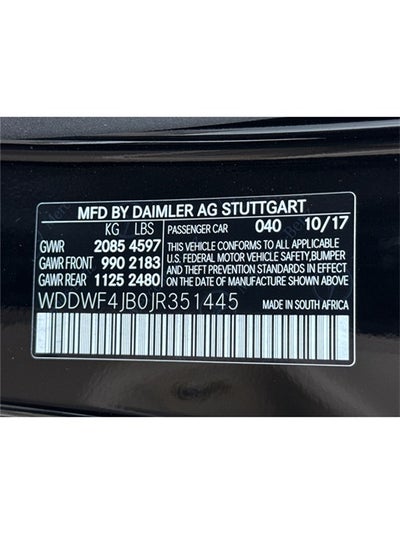 MFD BY DAIMLER AG STUTTGART
KG / LBS PASSENGER CAR 040 10/17
GVWR 2085 4597 THIS VEHICLE CONFORMS TO ALL APPLICABLE
GAWR FRONT 990 2183 U.S. FEDERAL MOTOR VEHICLE SAFETY,BUMPER
GAWR REAR 1125 2480 AND THEFT PREVENTION STANDARDS IN EFFECT
ON THE DATE OF MANUFACTURE SHOWN ABOVE.
WDDWF4JB0JR351445 MADE IN SOUTH AFRICA